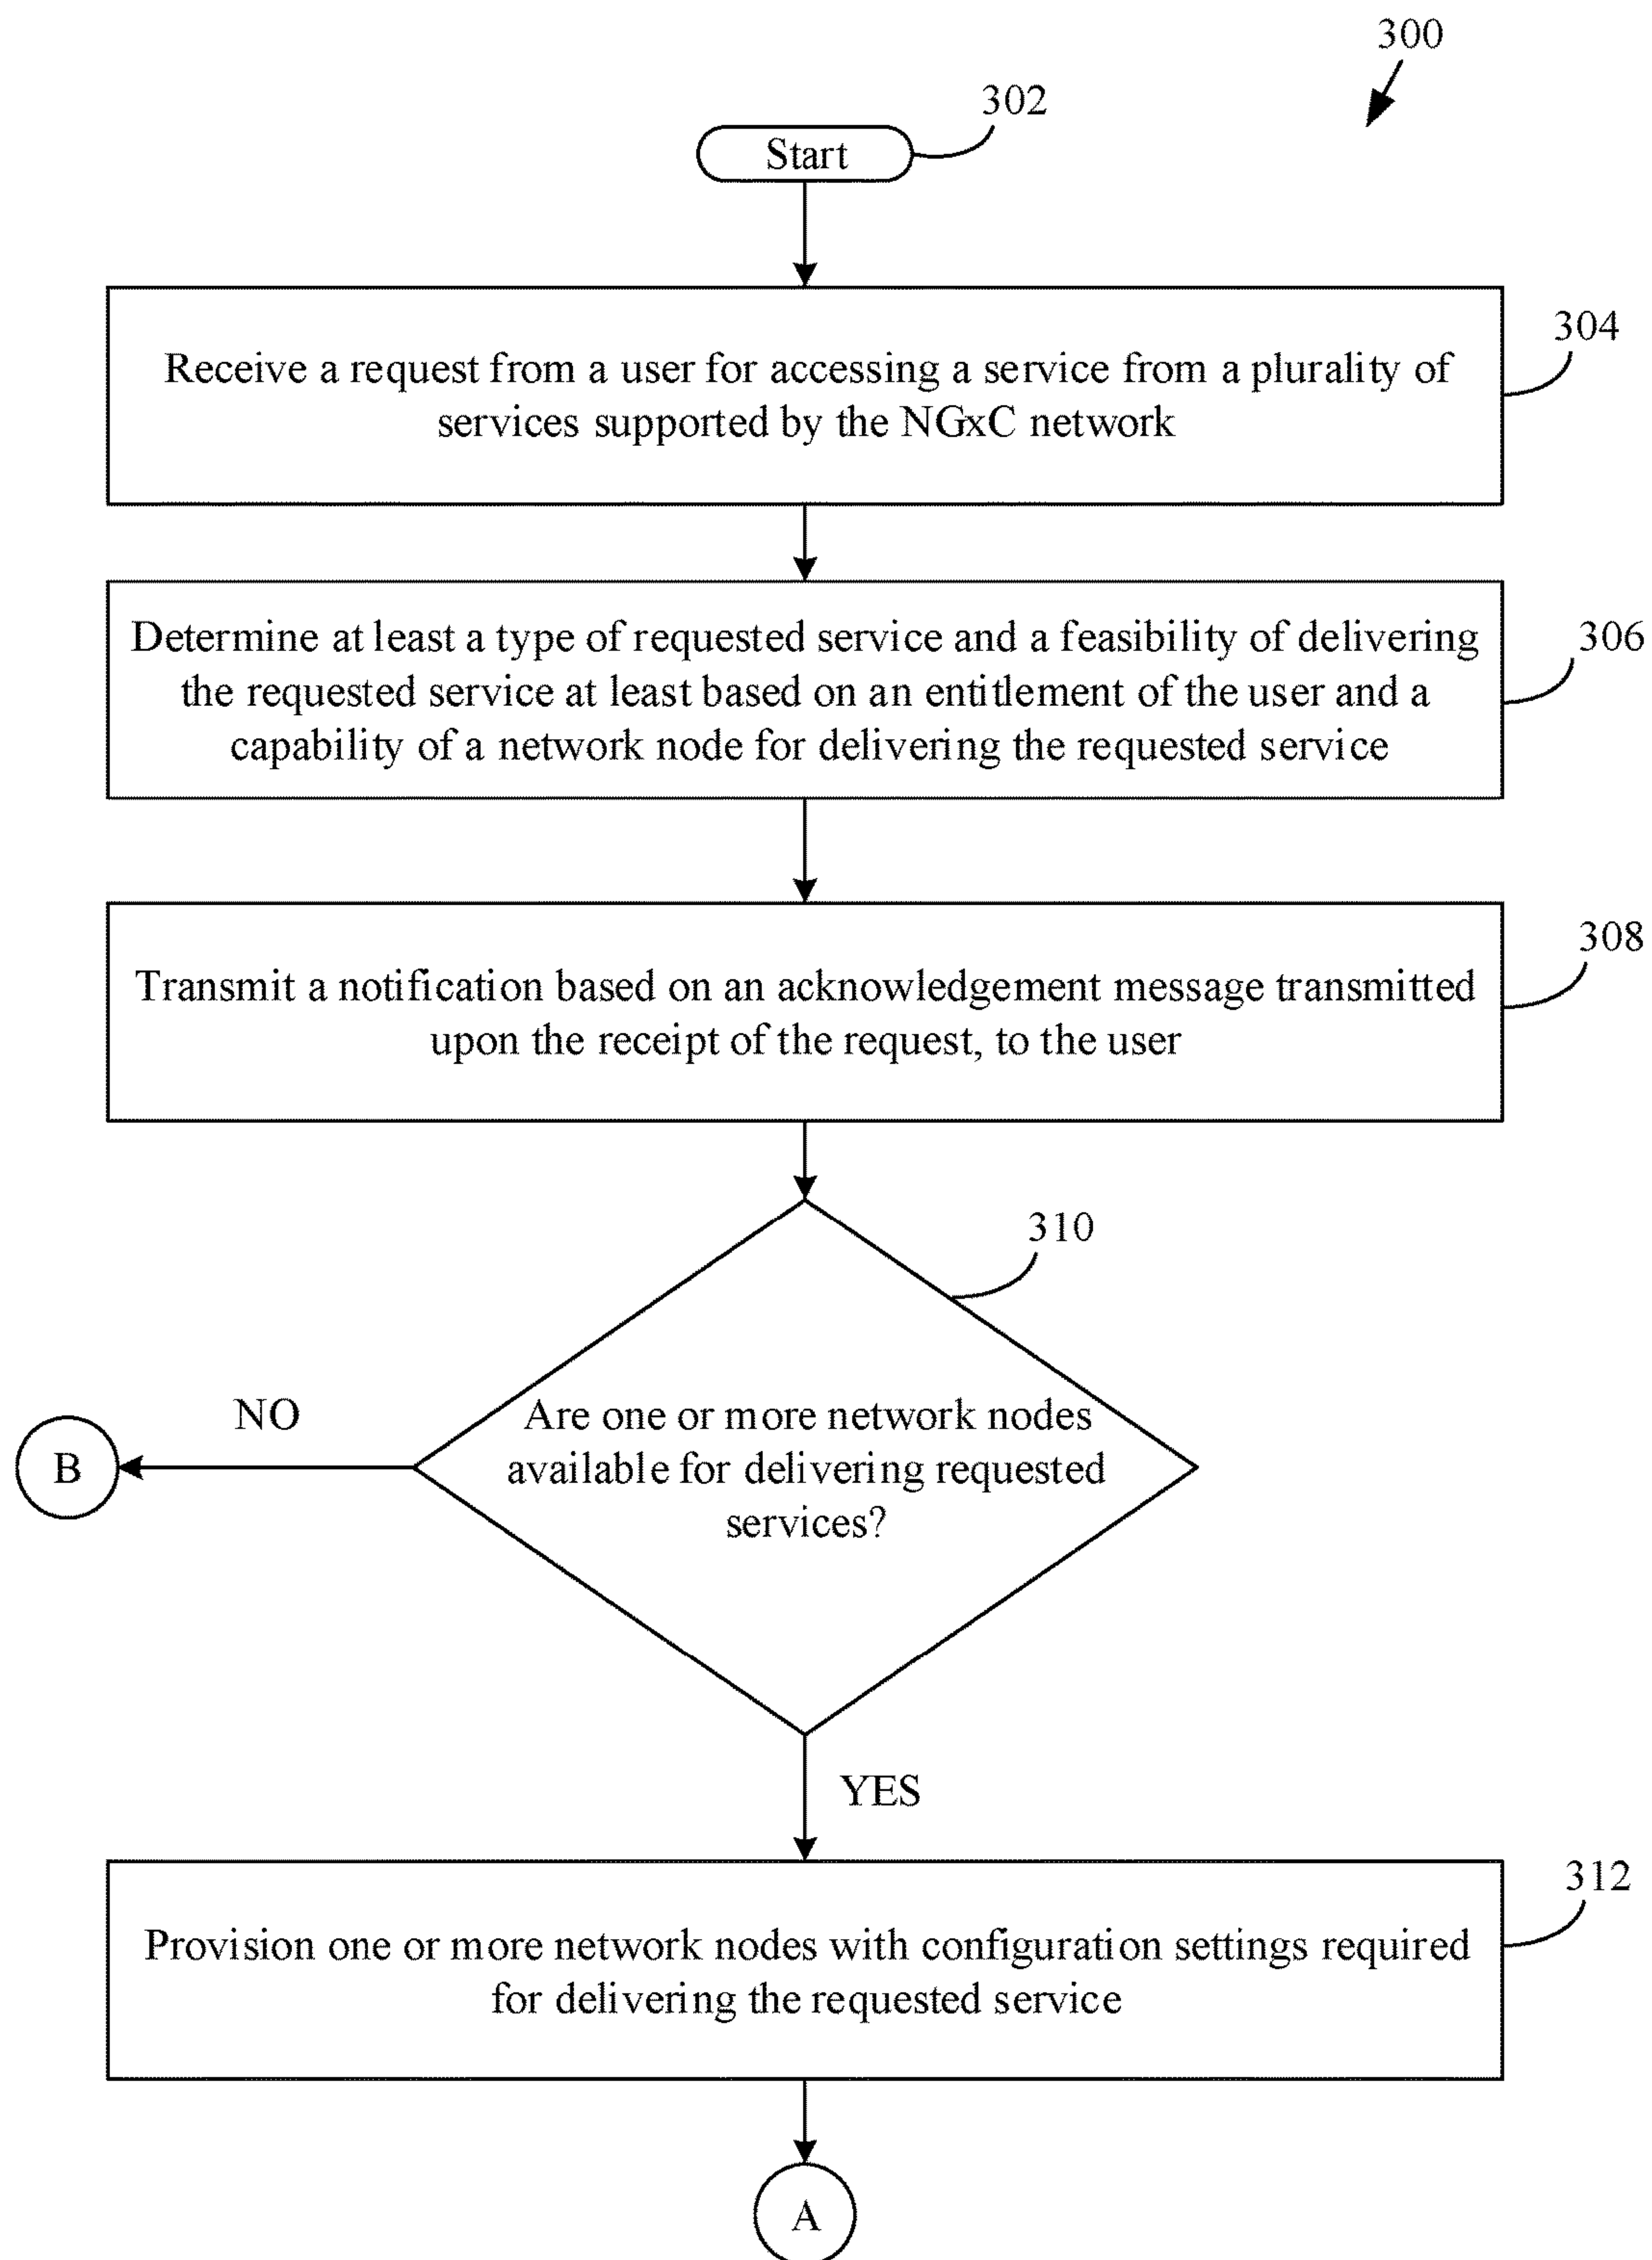 300
302
Start
304
Receive a request from a user for accessing a service from a plurality of
services supported by the NGxC network
306
Determine at least a type of requested service and a feasibility of delivering
the requested service at least based on an entitlement of the user and a
capability of a network node for delivering the requested service
308
Transmit a notification based on an acknowledgement message transmitted
upon the receipt of the request, to the user
310
NO
B
Are one or more network nodes
available for delivering requested
services?
YES
312
Provision one or more network nodes with configuration settings required
for delivering the requested service
A